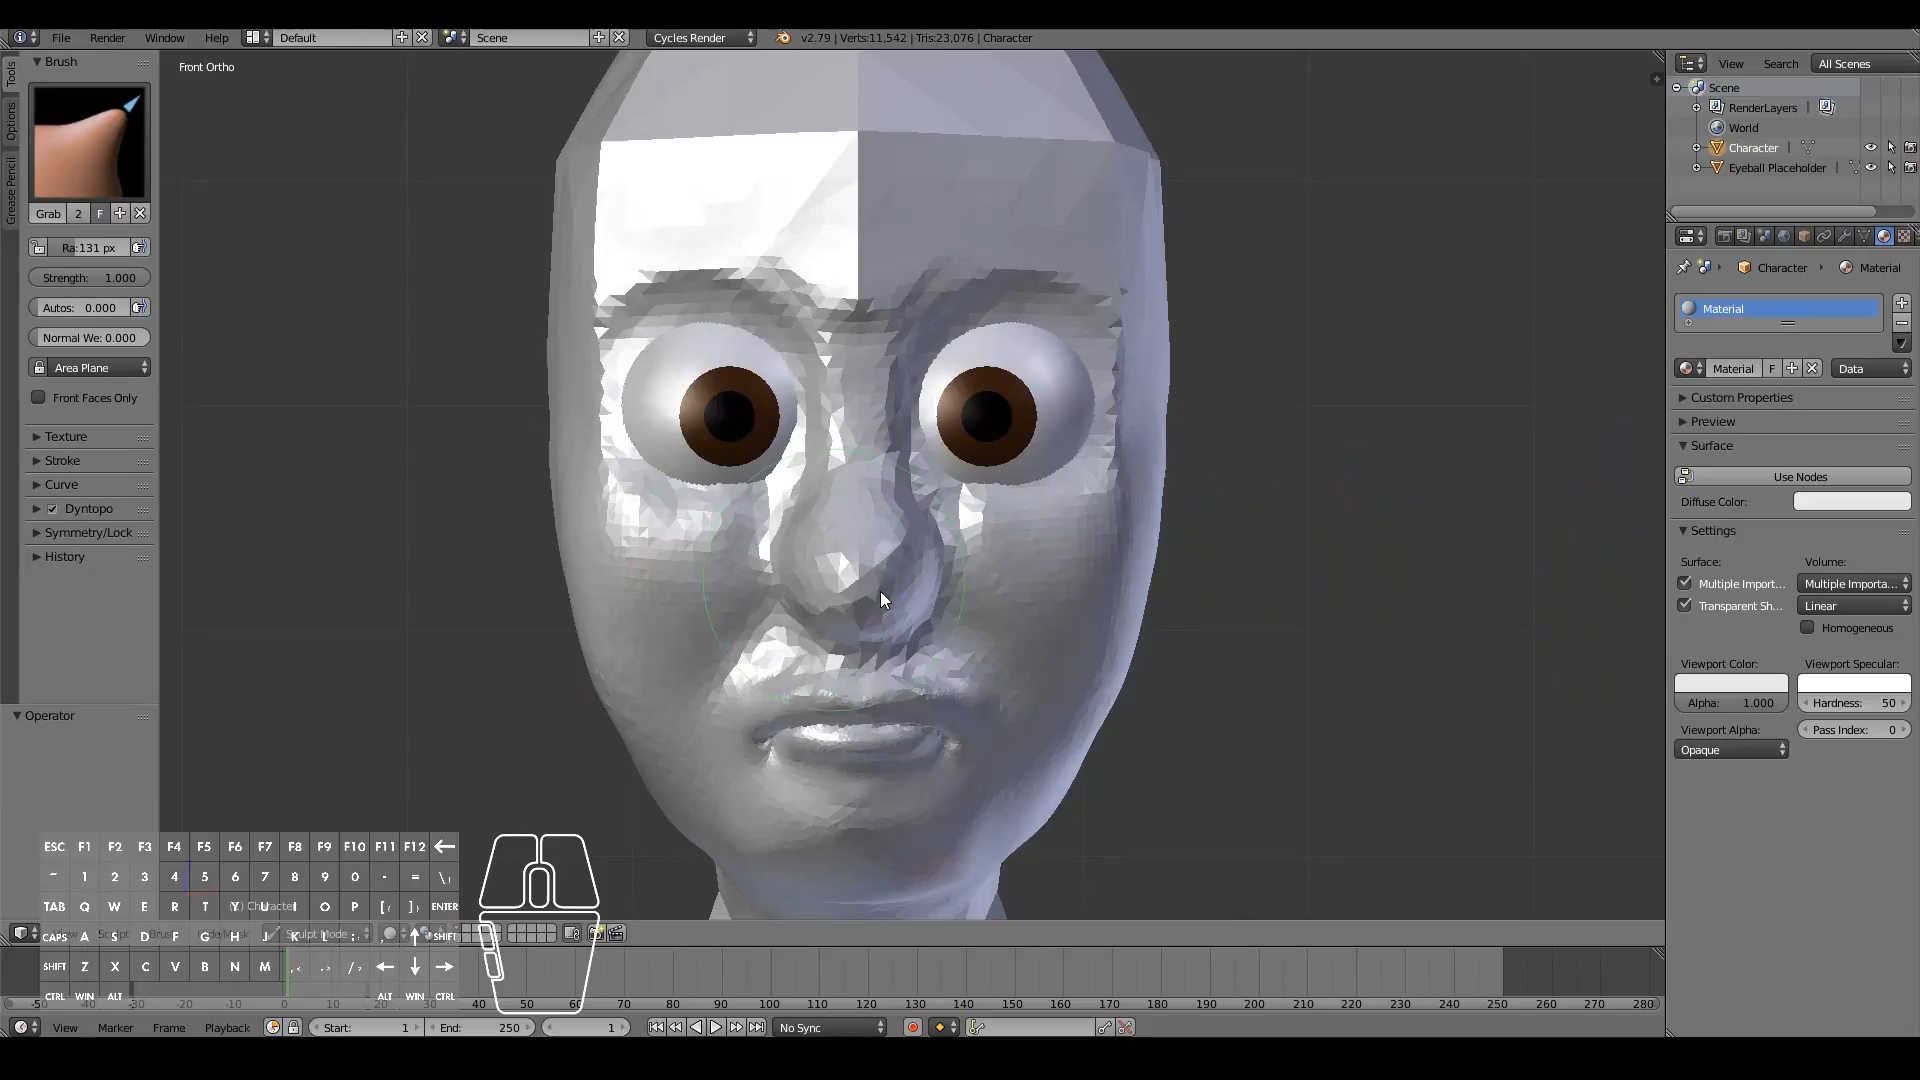 File Render Window Help Default Scene Cycles Render v2.79 | Verts:11,542 | Tris:23,076 | Character
Tools
Options
Grease Pencil
Brush
Grab 2 F
Ra:131 px
Strength: 1.000
Autos: 0.000
Normal We: 0.000
Area Plane
Front Faces Only
Texture
Stroke
Curve
Dyntopo
Symmetry/Lock
History
Operator
Front Ortho
View Search All Scenes
Scene
RenderLayers |
World
Character |
Eyeball Placeholder |
Character Material
Material
Material F Data
Custom Properties
Preview
Surface
Use Nodes
Diffuse Color:
Settings
Surface: Volume:
Multiple Import... Multiple Importa...
Transparent Sh... Linear
Homogeneous
Viewport Color: Viewport Specular:
Alpha: 1.000 Hardness: 50
Viewport Alpha: Pass Index: 0
Opaque
ESC F1 F2 F3 F4 F5 F6 F7 F8 F9 F10 F11 F12 ←
~ 1 2 3 4 5 6 7 8 9 0 - = \|
TAB Q W E R T Y U I O P [{ ]} ENTER
(1) Character
CAPS A S D F G H J K L ; , ↑ SHIFT
View Sculpt Brush Hide/Mask Sculpt Mode
SHIFT Z X C V B N M ,< .> /? ← ↓ →
CTRL WIN ALT ALT WIN CTRL
-50 -40 -30 -20 -10 0 10 20 30 40 50 60 70 80 90 100 110 120 130 140 150 160 170 180 190 200 210 220 230 240 250 260 270 280
View Marker Frame Playback Start: 1 End: 250 1 No Sync